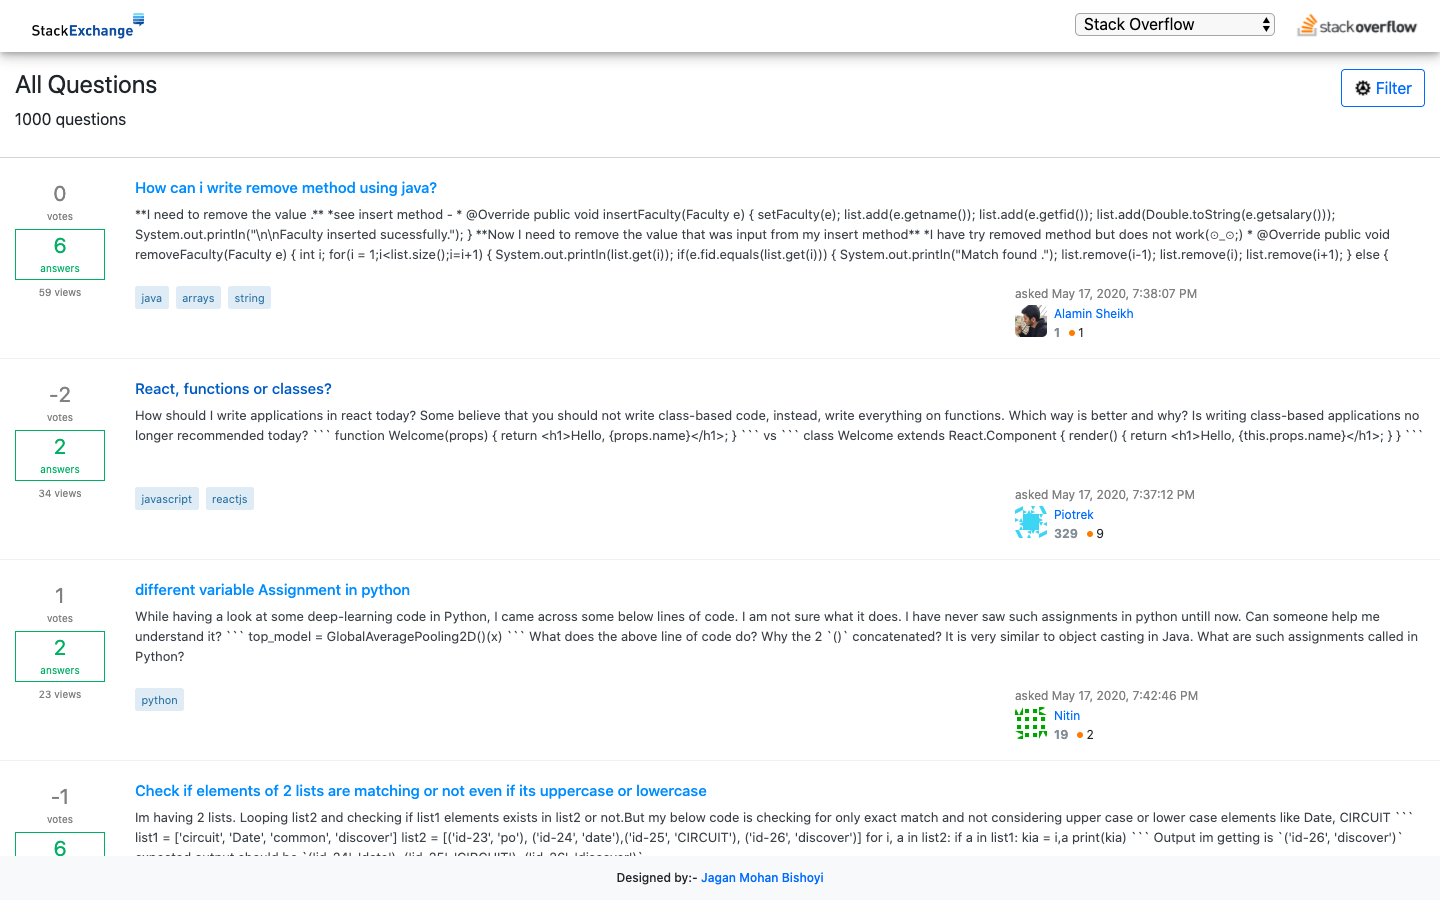 StackExchange
Stack Overflow
stackoverflow
All Questions
Filter
1000 questions
0
votes
6
answers
59 views
How can i write remove method using java?
**I need to remove the value .** *see insert method - * @Override public void insertFaculty(Faculty e) { setFaculty(e); list.add(e.getname()); list.add(e.getfid()); list.add(Double.toString(e.getsalary()));
System.out.println("\n\nFaculty inserted sucessfully."); } **Now I need to remove the value that was input from my insert method** *I have try removed method but does not work(⊙_⊙;) * @Override public void
removeFaculty(Faculty e) { int i; for(i = 1;i<list.size();i=i+1) { System.out.println(list.get(i)); if(e.fid.equals(list.get(i))) { System.out.println("Match found ."); list.remove(i-1); list.remove(i); list.remove(i+1); } else {
java arrays string
asked May 17, 2020, 7:38:07 PM
Alamin Sheikh
1 1
-2
votes
2
answers
34 views
React, functions or classes?
How should I write applications in react today? Some believe that you should not write class-based code, instead, write everything on functions. Which way is better and why? Is writing class-based applications no
longer recommended today? ``` function Welcome(props) { return <h1>Hello, {props.name}</h1>; } ``` vs ``` class Welcome extends React.Component { render() { return <h1>Hello, {this.props.name}</h1>; } } ```
javascript reactjs
asked May 17, 2020, 7:37:12 PM
Piotrek
329 9
1
votes
2
answers
23 views
different variable Assignment in python
While having a look at some deep-learning code in Python, I came across some below lines of code. I am not sure what it does. I have never saw such assignments in python untill now. Can someone help me
understand it? ``` top_model = GlobalAveragePooling2D()(x) ``` What does the above line of code do? Why the 2 `()` concatenated? It is very similar to object casting in Java. What are such assignments called in
Python?
python
asked May 17, 2020, 7:42:46 PM
Nitin
19 2
-1
votes
6
Check if elements of 2 lists are matching or not even if its uppercase or lowercase
Im having 2 lists. Looping list2 and checking if list1 elements exists in list2 or not.But my below code is checking for only exact match and not considering upper case or lower case elements like Date, CIRCUIT ```
list1 = ['circuit', 'Date', 'common', 'discover'] list2 = [('id-23', 'po'), ('id-24', 'date'),('id-25', 'CIRCUIT'), ('id-26', 'discover')] for i, a in list2: if a in list1: kia = i,a print(kia) ``` Output im getting is `('id-26', 'discover')`
Designed by:- Jagan Mohan Bishoyi